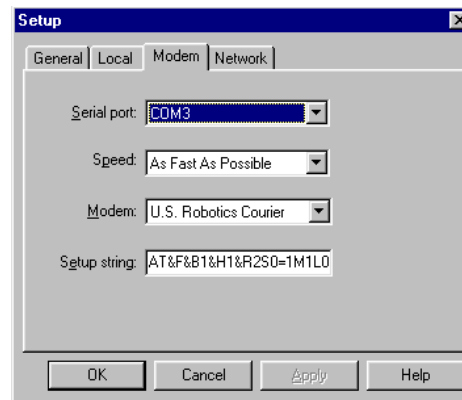 Setup
General Local Modem Network
Serial port: COM3
Speed: As Fast As Possible
Modem: U.S. Robotics Courier
Setup string: AT&F&B1&H1&R2S0=1M1L0
OK Cancel Apply Help